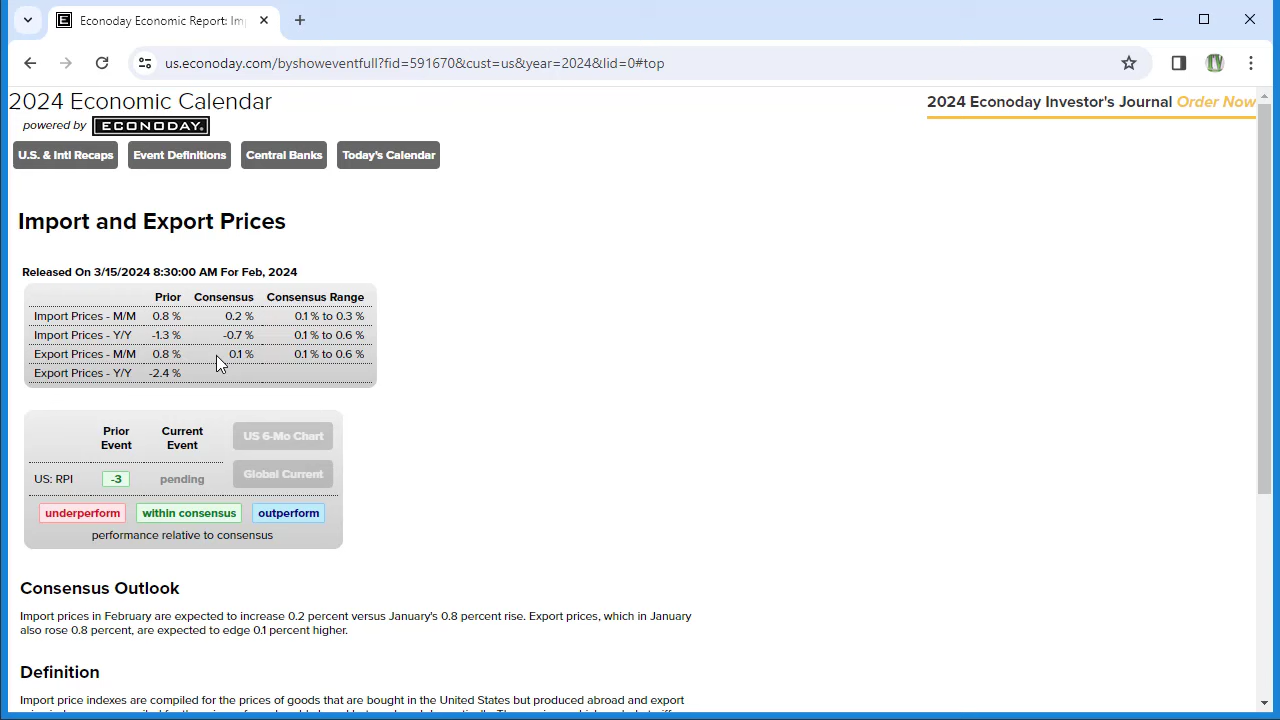 Econoday Economic Report: Im
us.econoday.com/byshoweventfull?fid=591670&cust=us&year=2024&lid=0#top
2024 Economic Calendar
2024 Econoday Investor's Journal Order Now
powered by ECONODAY.
U.S. & Intl Recaps Event Definitions Central Banks Today's Calendar
Import and Export Prices
Released On 3/15/2024 8:30:00 AM For Feb, 2024
Prior Consensus Consensus Range
Import Prices - M/M 0.8 % 0.2 % 0.1 % to 0.3 %
Import Prices - Y/Y -1.3 % -0.7 % 0.1 % to 0.6 %
Export Prices - M/M 0.8 % 0.1 % 0.1 % to 0.6 %
Export Prices - Y/Y -2.4 %
Prior Event Current Event US 6-Mo Chart
Global Current
US: RPI -3 pending
underperform within consensus outperform
performance relative to consensus
Consensus Outlook
Import prices in February are expected to increase 0.2 percent versus January's 0.8 percent rise. Export prices, which in January
also rose 0.8 percent, are expected to edge 0.1 percent higher.
Definition
Import price indexes are compiled for the prices of goods that are bought in the United States but produced abroad and export